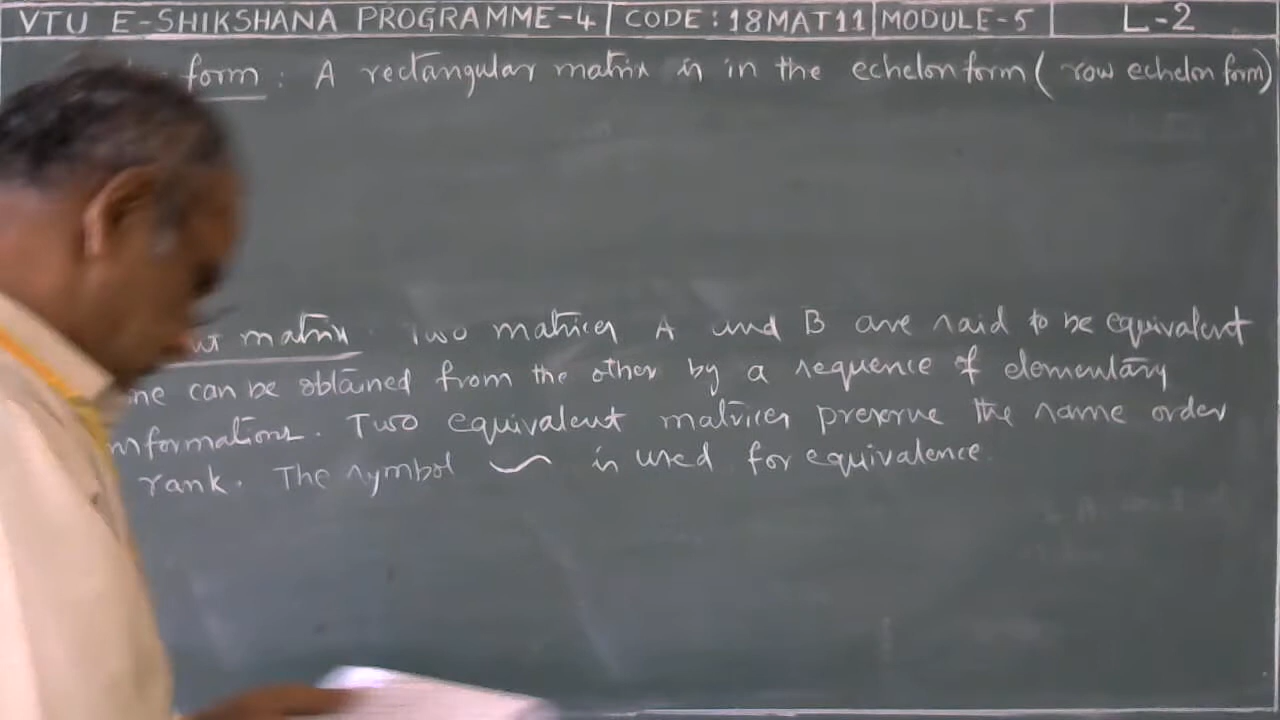 VTU E-SHIKSHANA PROGRAMME-4 CODE: 18MAT11 MODULE-5 L-2
form: A rectangular matrix is in the echelon form (row echelon form)
matrix. Two matrices A and B are said to be equivalent
ne can be obtained from the other by a sequence of elementary
nsformations. Two equivalent matrices preserve the same order
rank. The symbol ~ is used for equivalence.